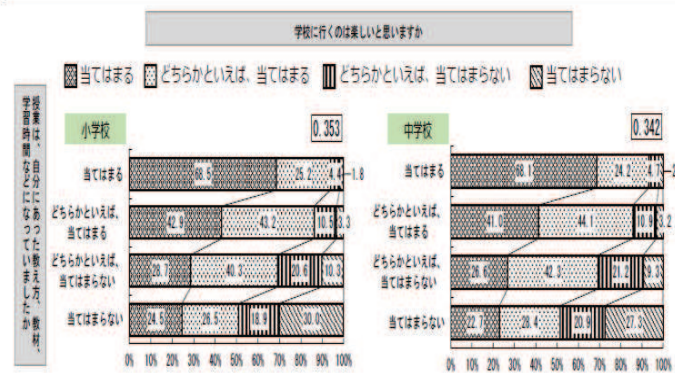 学校に行くのは楽しいと思いますか
当てはまる どちらかといえば、当てはまる どちらかといえば、当てはまらない 当てはまらない
授業は、自分にあった教え方、教材、
学習時間などになっていましたか
小学校 0.353
当てはまる 68.5 25.2 4.4 1.8
どちらかといえば、
当てはまる 42.9 43.2 10.5 3.3
どちらかといえば、
当てはまらない 28.7 40.3 20.6 10.3
当てはまらない 24.5 26.5 18.9 30.0
0% 10% 20% 30% 40% 50% 60% 70% 80% 90% 100%
中学校 0.342
当てはまる 68.1 24.2 4.7
どちらかといえば、
当てはまる 41.0 44.1 10.9 3.2
どちらかといえば、
当てはまらない 26.6 42.3 21.2 9.3
当てはまらない 22.7 28.4 20.9 27.3
0% 10% 20% 30% 40% 50% 60% 70% 80% 90% 100%